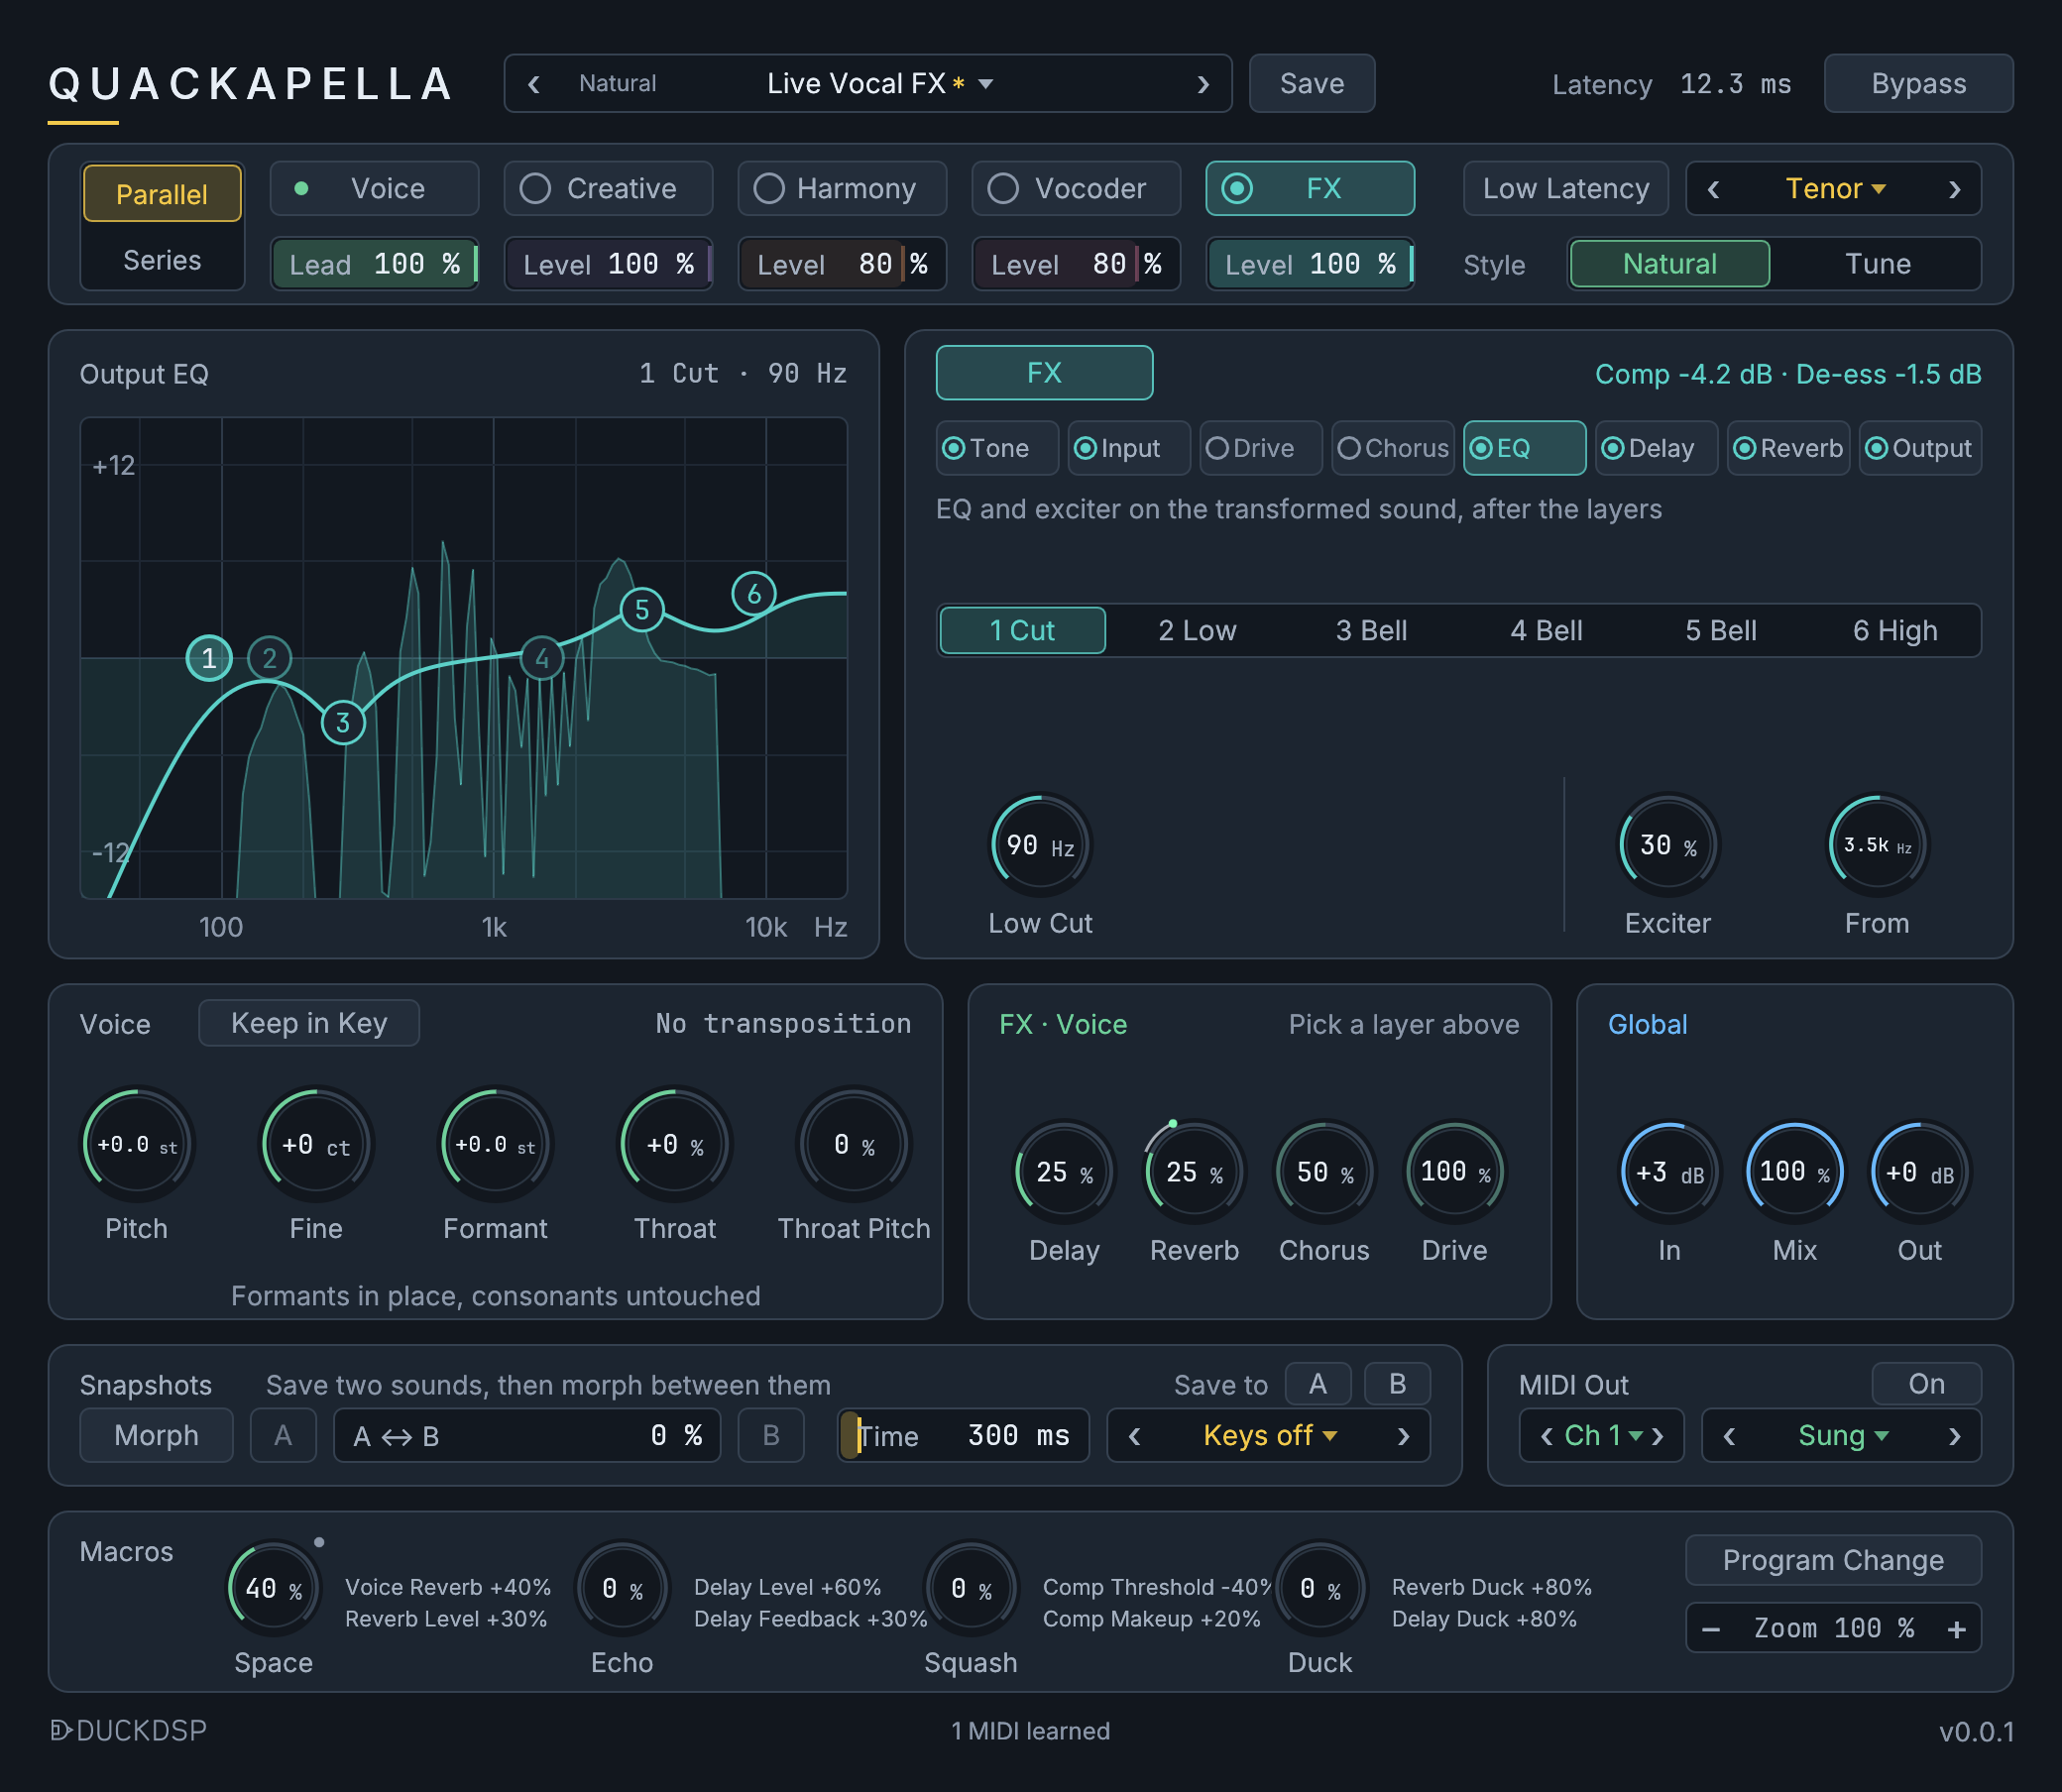 QUACKAPELLA
Natural Live Vocal FX *
Save
Latency 12.3 ms
Bypass
Parallel
Series
Voice
Creative
Harmony
Vocoder
FX
Low Latency
Tenor
Lead 100 %
Level 100 %
Level 80 %
Level 80 %
Level 100 %
Style
Natural
Tune
Output EQ
1 Cut · 90 Hz
+12
-12
1
2
3
4
5
6
100
1k
10k
Hz
FX
Comp -4.2 dB · De-ess -1.5 dB
Tone
Input
Drive
Chorus
EQ
Delay
Reverb
Output
EQ and exciter on the transformed sound, after the layers
1 Cut
2 Low
3 Bell
4 Bell
5 Bell
6 High
90 Hz
Low Cut
30 %
Exciter
3.5k Hz
From
Voice
Keep in Key
No transposition
+0.0 st
Pitch
+0 ct
Fine
+0.0 st
Formant
+0 %
Throat
0 %
Throat Pitch
Formants in place, consonants untouched
FX · Voice
Pick a layer above
25 %
Delay
25 %
Reverb
50 %
Chorus
100 %
Drive
Global
+3 dB
In
100 %
Mix
+0 dB
Out
Snapshots
Save two sounds, then morph between them
Save to
A
B
Morph
A
A ↔ B 0 %
B
Time 300 ms
Keys off
MIDI Out
On
Ch 1
Sung
Macros
40 %
Space
Voice Reverb +40%
Reverb Level +30%
0 %
Echo
Delay Level +60%
Delay Feedback +30%
0 %
Squash
Comp Threshold -40%
Comp Makeup +20%
0 %
Duck
Reverb Duck +80%
Delay Duck +80%
Program Change
− Zoom 100 % +
DUCKDSP
1 MIDI learned
v0.0.1